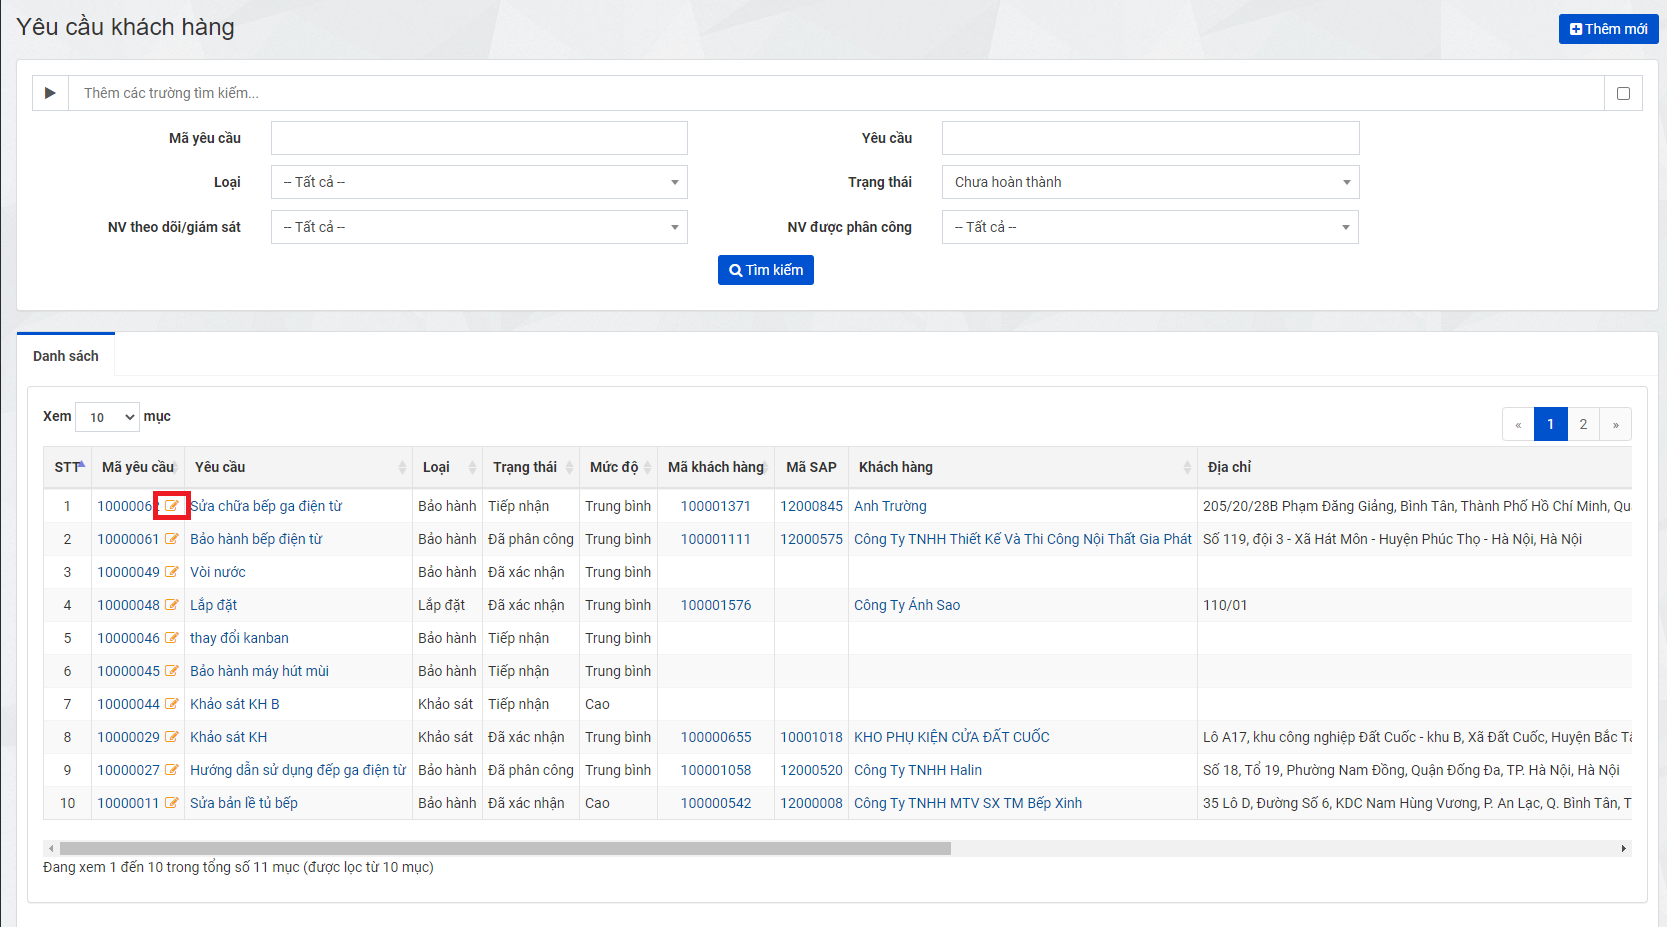 Yêu cầu khách hàng
Thêm mới
Thêm các trường tìm kiếm...
Mã yêu cầu
Yêu cầu
Loại -- Tất cả --
Trạng thái Chưa hoàn thành
NV theo dõi/giám sát -- Tất cả --
NV được phân công -- Tất cả --
Tìm kiếm
Danh sách
Xem 10 mục
« 1 2 »
STT Mã yêu cầu Yêu cầu Loại Trạng thái Mức độ Mã khách hàng Mã SAP Khách hàng Địa chỉ
1 10000062 Sửa chữa bếp ga điện từ Bảo hành Tiếp nhận Trung bình 100001371 12000845 Anh Trường 205/20/28B Phạm Đăng Giảng, Bình Tân, Thành Phố Hồ Chí Minh, Qu
2 10000061 Bảo hành bếp điện từ Bảo hành Đã phân công Trung bình 100001111 12000575 Công Ty TNHH Thiết Kế Và Thi Công Nội Thất Gia Phát Số 119, đội 3 - Xã Hát Môn - Huyện Phúc Thọ - Hà Nội, Hà Nội
3 10000049 Vòi nước Bảo hành Đã xác nhận Trung bình
4 10000048 Lắp đặt Lắp đặt Đã xác nhận Trung bình 100001576 Công Ty Ánh Sao 110/01
5 10000046 thay đổi kanban Bảo hành Tiếp nhận Trung bình
6 10000045 Bảo hành máy hút mùi Bảo hành Tiếp nhận Trung bình
7 10000044 Khảo sát KH B Khảo sát Tiếp nhận Cao
8 10000029 Khảo sát KH Khảo sát Đã xác nhận Trung bình 100000655 10001018 KHO PHỤ KIỆN CỬA ĐẤT CUỐC Lô A17, khu công nghiệp Đất Cuốc - khu B, Xã Đất Cuốc, Huyện Bắc Tâ
9 10000027 Hướng dẫn sử dụng đếp ga điện từ Bảo hành Đã phân công Trung bình 100001058 12000520 Công Ty TNHH Halin Số 18, Tổ 19, Phường Nam Đồng, Quận Đống Đa, TP. Hà Nội, Hà Nội
10 10000011 Sửa bản lề tủ bếp Bảo hành Đã xác nhận Cao 100000542 12000008 Công Ty TNHH MTV SX TM Bếp Xinh 35 Lô D, Đường Số 6, KDC Nam Hùng Vương, P. An Lạc, Q. Bình Tân, T
Đang xem 1 đến 10 trong tổng số 11 mục (được lọc từ 10 mục)